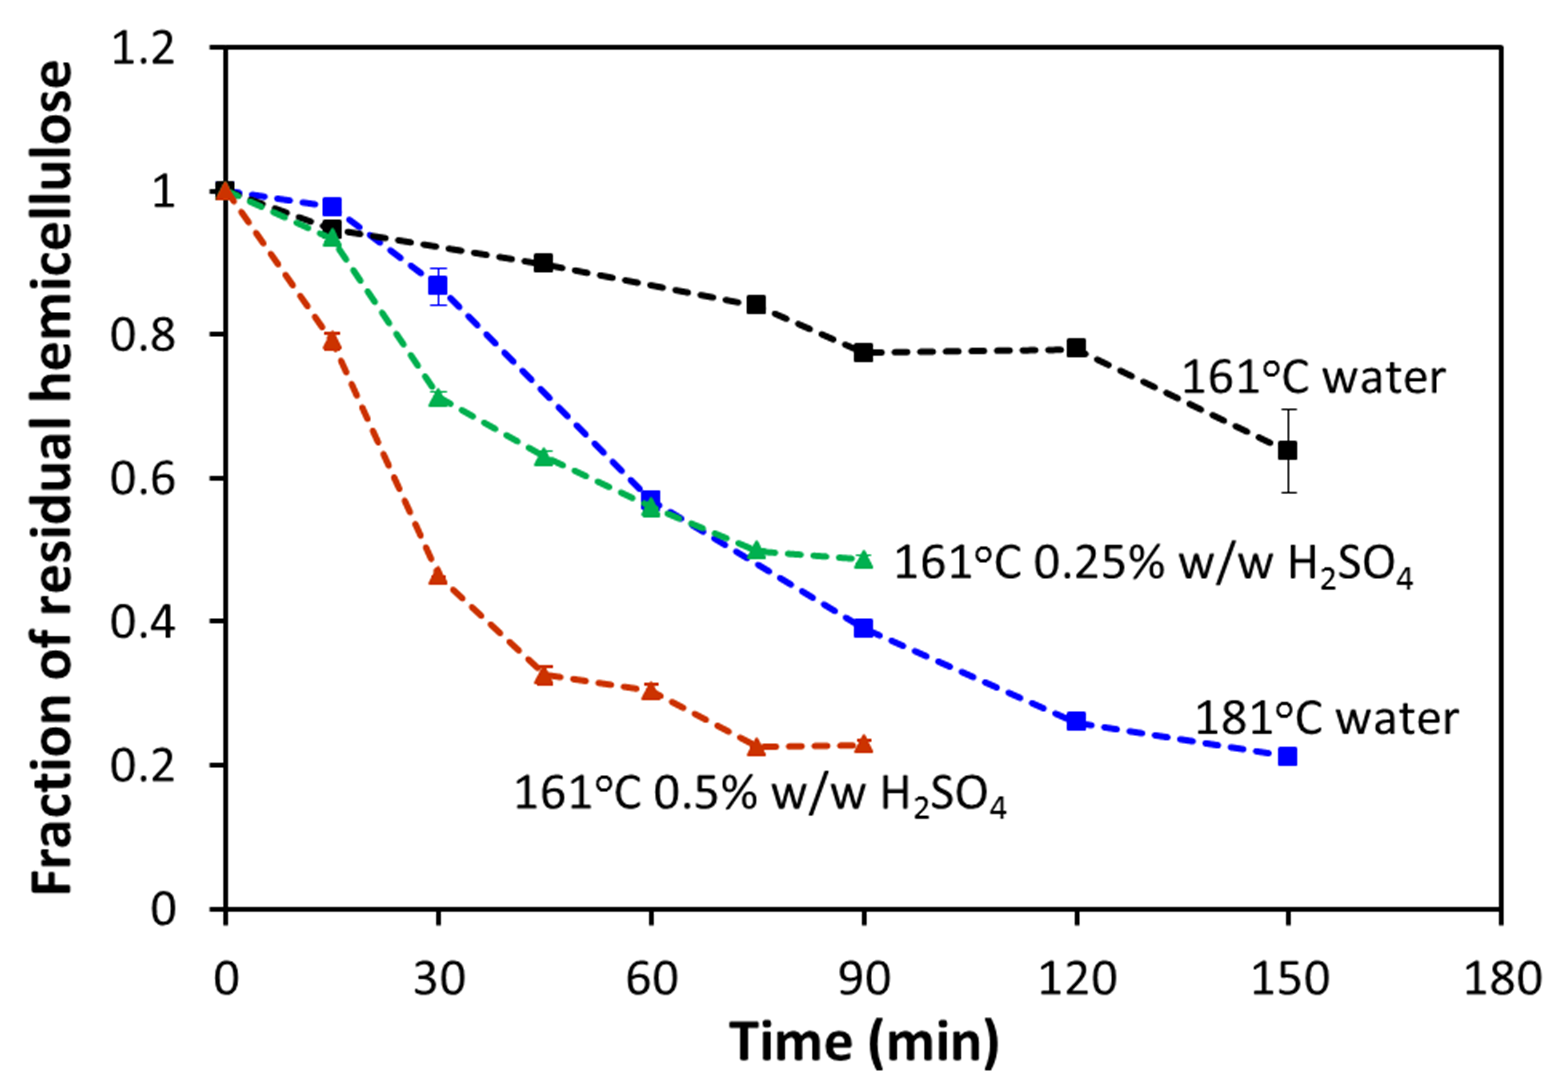 Fraction of residual hemicellulose
1.2
1
0.8
0.6
0.4
0.2
0
161°C water
161°C 0.25% w/w H₂SO₄
181°C water
161°C 0.5% w/w H₂SO₄
0 30 60 90 120 150 180
Time (min)